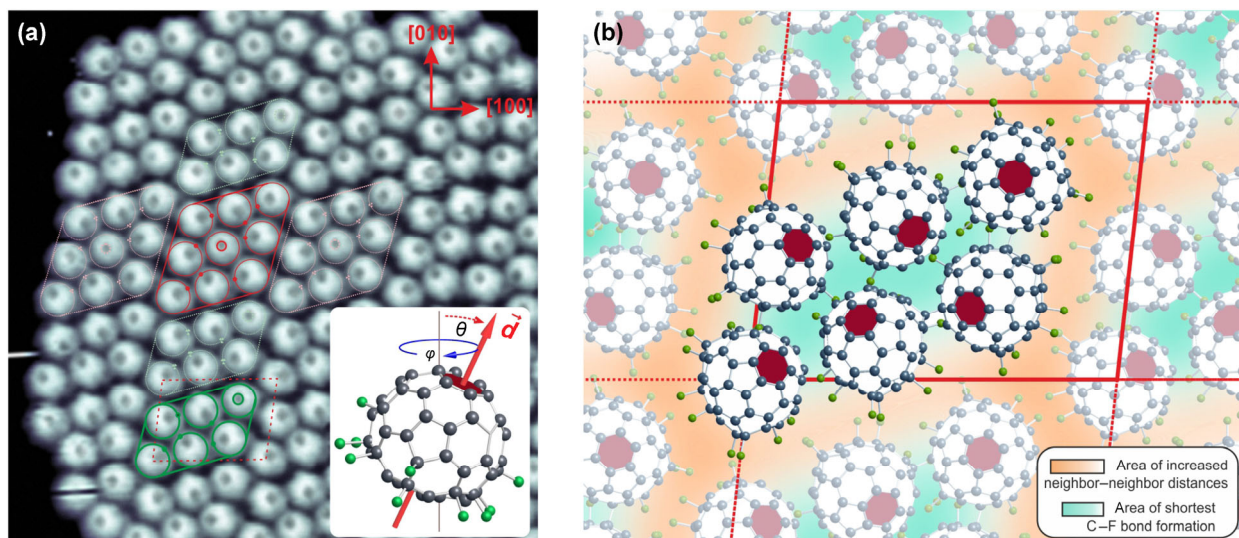 (a)
[010]
[100]
θ
d
φ
(b)
Area of increased
neighbor–neighbor distances
Area of shortest
C–F bond formation